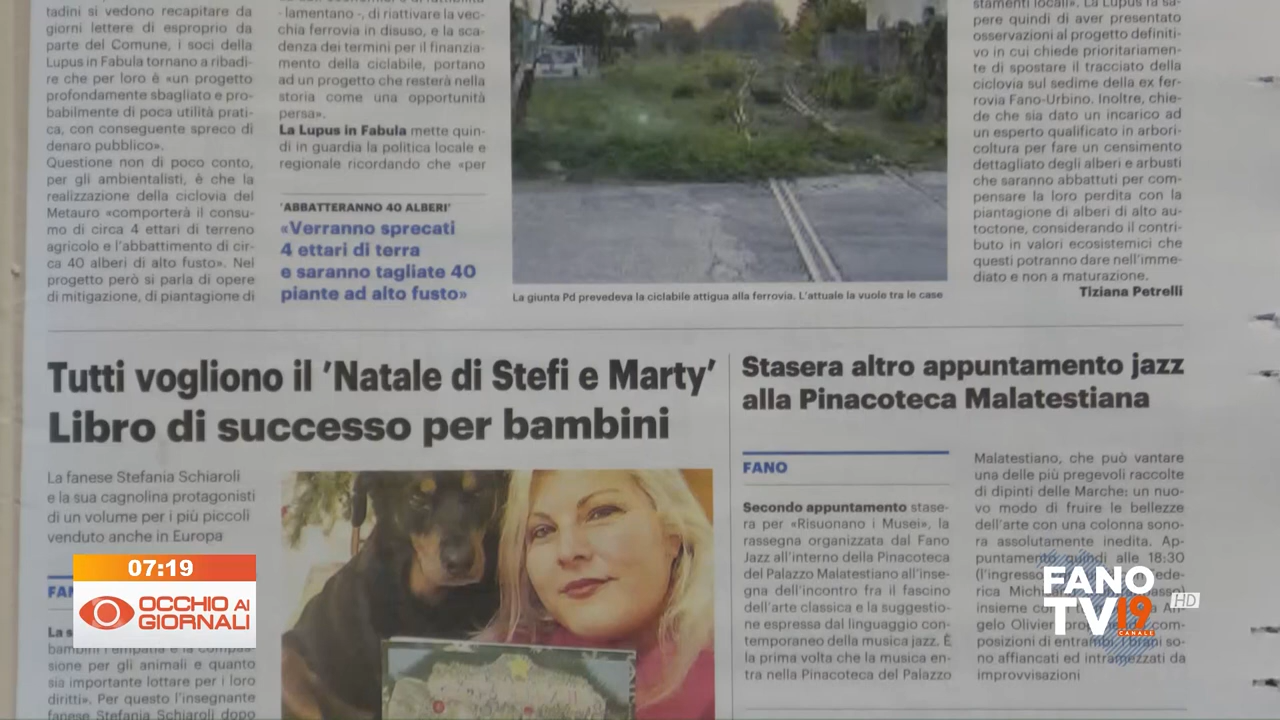 tadini si vedono recapitare da
giorni lettere di esproprio da
parte del Comune, i soci della
Lupus in Fabula tornano a ribadi-
re che per loro è «un progetto
profondamente sbagliato e pro-
babilmente di poca utilità prati-
ca, con conseguente spreco di
denaro pubblico».
Questione non di poco conto,
per gli ambientalisti, è che la
realizzazione della ciclovia del
Metauro «comporterà il consu-
mo di circa 4 ettari di terreno
agricolo e l'abbattimento di cir-
ca 40 alberi di alto fusto». Nel
progetto però si parla di opere
di mitigazione, di piantagione di
- lamentano -, di riattivare la vec-
chia ferrovia in disuso, e la sca-
denza dei termini per il finanzia-
mento della ciclabile, portano
ad un progetto che resterà nella
storia come una opportunità
persa».
La Lupus in Fabula mette quin-
di in guardia la politica locale e
regionale ricordando che «per
'ABBATTERANNO 40 ALBERI'
«Verranno sprecati
4 ettari di terra
e saranno tagliate 40
piante ad alto fusto»
La giunta Pd prevedeva la ciclabile attigua alla ferrovia. L'attuale la vuole tra le case
stamenti locali». La Lupus fa sa-
pere quindi di aver presentato
osservazioni al progetto definiti-
vo in cui chiede prioritariamen-
te di spostare il tracciato della
ciclovia sul sedime della ex fer-
rovia Fano-Urbino. Inoltre, chie-
de che sia dato un incarico ad
un esperto qualificato in arbori-
coltura per fare un censimento
dettagliato degli alberi e arbusti
che saranno abbattuti per com-
pensare la loro perdita con la
piantagione di alberi di alto au-
toctone, considerando il contri-
buto in valori ecosistemici che
questi potranno dare nell'imme-
diato e non a maturazione.
Tiziana Petrelli
Tutti vogliono il 'Natale di Stefi e Marty'
Libro di successo per bambini
La fanese Stefania Schiaroli
e la sua cagnolina protagonisti
di un volume per i più piccoli
venduto anche in Europa
FAN
La s
bambini l'empatia e la compas-
sione per gli animali e quanto
sia importante lottare per i loro
diritti». Per questo l'insegnante
fanese Stefania Schiaroli dopo
Stasera altro appuntamento jazz
alla Pinacoteca Malatestiana
FANO
Secondo appuntamento stase-
ra per «Risuonano i Musei», la
rassegna organizzata dal Fano
Jazz all'interno della Pinacoteca
del Palazzo Malatestiano all'inse-
gna dell'incontro fra il fascino
dell'arte classica e la suggestio-
ne espressa dal linguaggio con-
temporaneo della musica jazz. È
la prima volta che la musica en-
tra nella Pinacoteca del Palazzo
Malatestiano, che può vantare
una delle più pregevoli raccolte
di dipinti delle Marche: un nuo-
vo modo di fruire le bellezze
dell'arte con una colonna sono-
ra assolutamente inedita. Ap-
puntamento quindi alle 18:30
(l'ingresso
rica Mich
insieme
gelo Olivier
posizioni di entrambi. I brani so-
no affiancati ed intramezzati da
improvvisazioni
07:19
OCCHIO AI
GIORNALI
FANO
TV 19
CANALE
HD